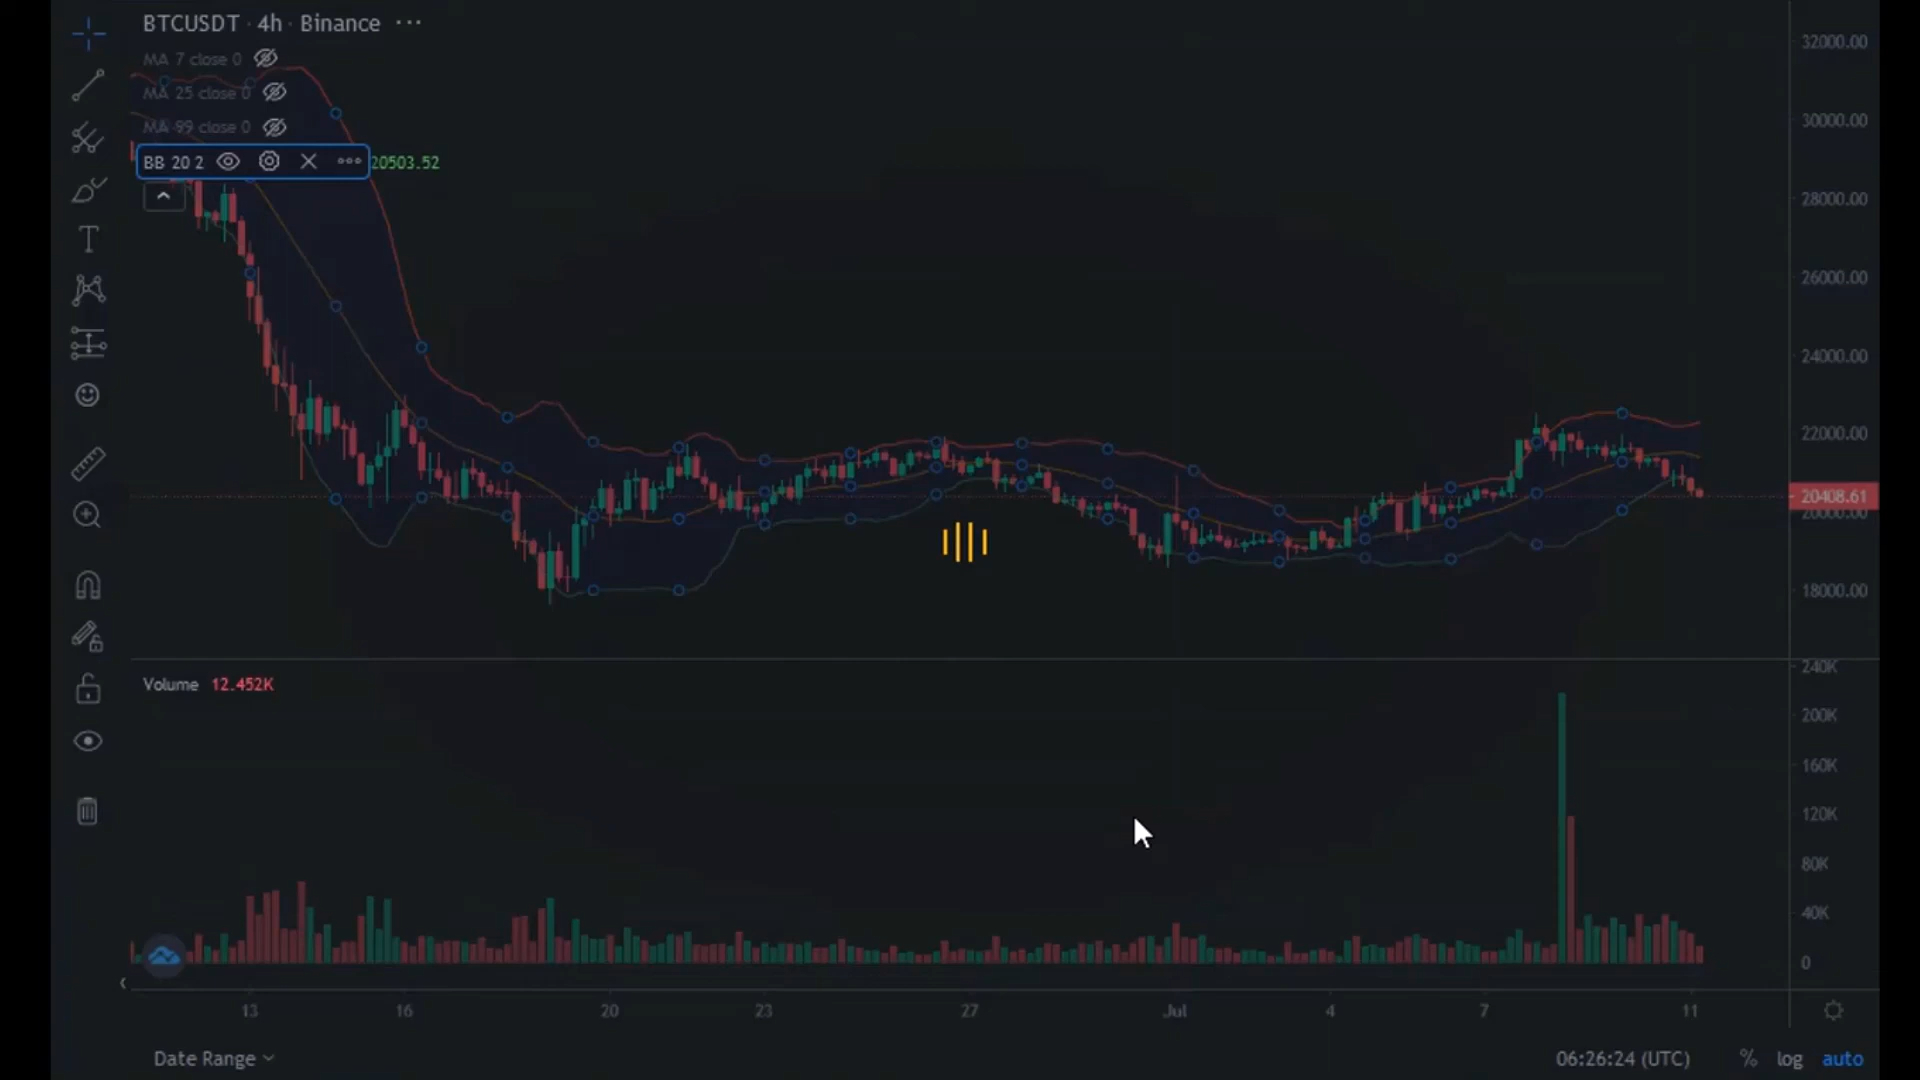 BTCUSDT · 4h · Binance
MA 7 close 0
MA 25 close 0
MA 99 close 0
BB 20 2 20503.52
32000.00
30000.00
28000.00
26000.00
24000.00
22000.00
20408.61
20000.00
18000.00
Volume 12.452K
240K
200K
160K
120K
80K
40K
0
13 16 20 23 27 Jul 4 7 11
Date Range 06:26:24 (UTC) % log auto